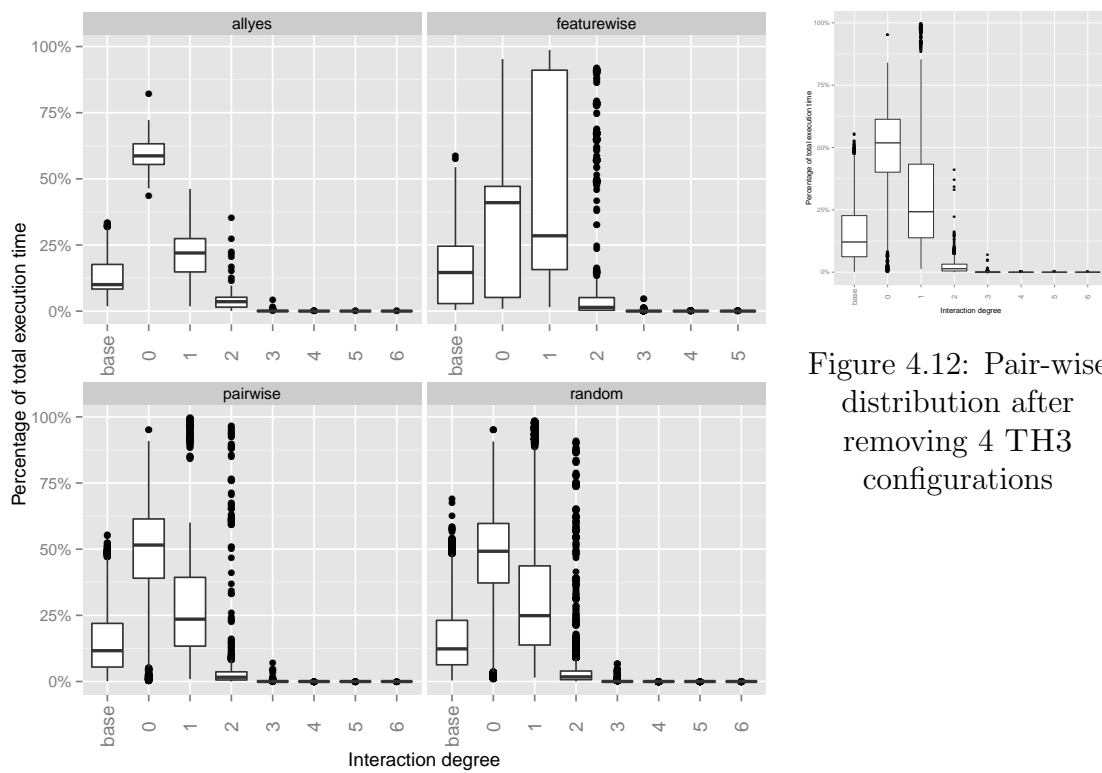 allyes
featurewise
100%
75%
50%
25%
0%
base 0 1 2 3 4 5 6
base 0 1 2 3 4 5
pairwise
random
100%
75%
50%
25%
0%
base 0 1 2 3 4 5 6
base 0 1 2 3 4 5 6
Percentage of total execution time
Interaction degree
100%
75%
50%
25%
0%
base 0 1 2 3 4 5 6
Percentage of total execution time
Interaction degree
Figure 4.12: Pair-wise
distribution after
removing 4 TH3
configurations